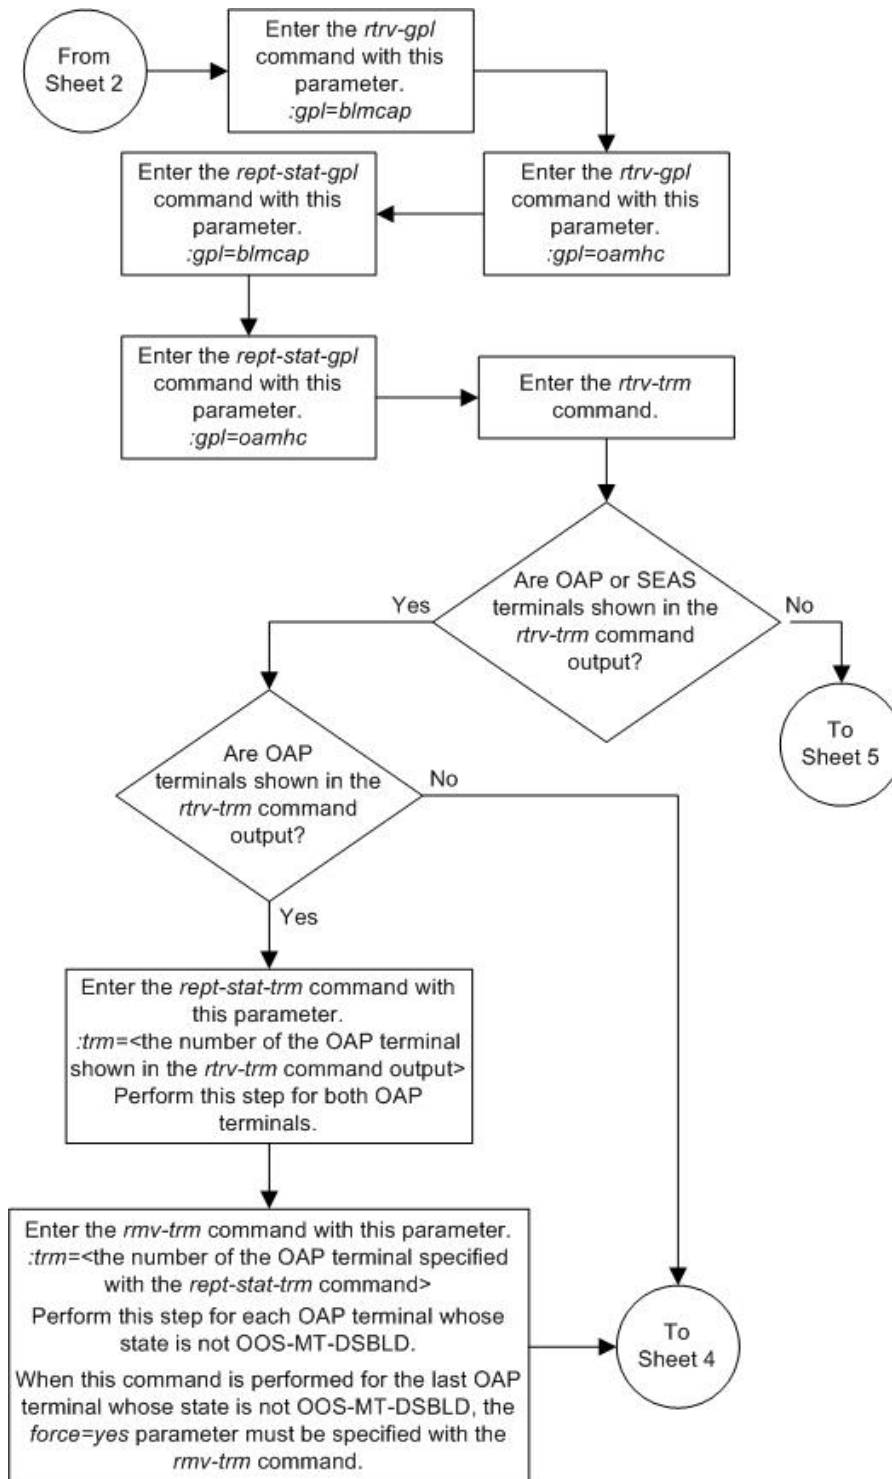 From
Sheet 2
Enter the rtrv-gpl
command with this
parameter.
:gpl=blmcap
Enter the rtrv-gpl
command with this
parameter.
:gpl=oamhc
Enter the rept-stat-gpl
command with this
parameter.
:gpl=blmcap
Enter the rept-stat-gpl
command with this
parameter.
:gpl=oamhc
Enter the rtrv-trm
command.
Are OAP or SEAS
terminals shown in the
rtrv-trm command
output?
Yes
No
To
Sheet 5
Are OAP
terminals shown in the
rtrv-trm command
output?
No
Yes
Enter the rept-stat-trm command with
this parameter.
:trm=<the number of the OAP terminal
shown in the rtrv-trm command output>
Perform this step for both OAP
terminals.
Enter the rmv-trm command with this parameter.
:trm=<the number of the OAP terminal specified
with the rept-stat-trm command>
Perform this step for each OAP terminal whose
state is not OOS-MT-DSBLD.
When this command is performed for the last OAP
terminal whose state is not OOS-MT-DSBLD, the
force=yes parameter must be specified with the
rmv-trm command.
To
Sheet 4